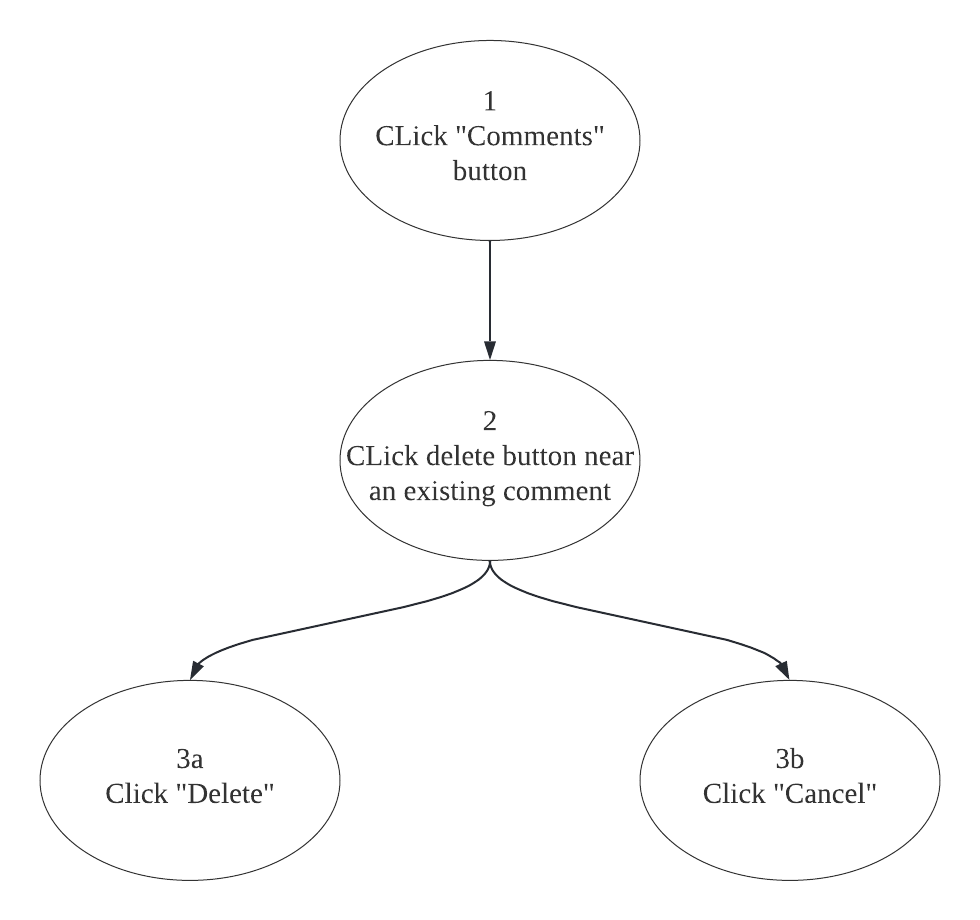 1
CLick "Comments"
button
2
CLick delete button near
an existing comment
3a
Click "Delete"
3b
Click "Cancel"